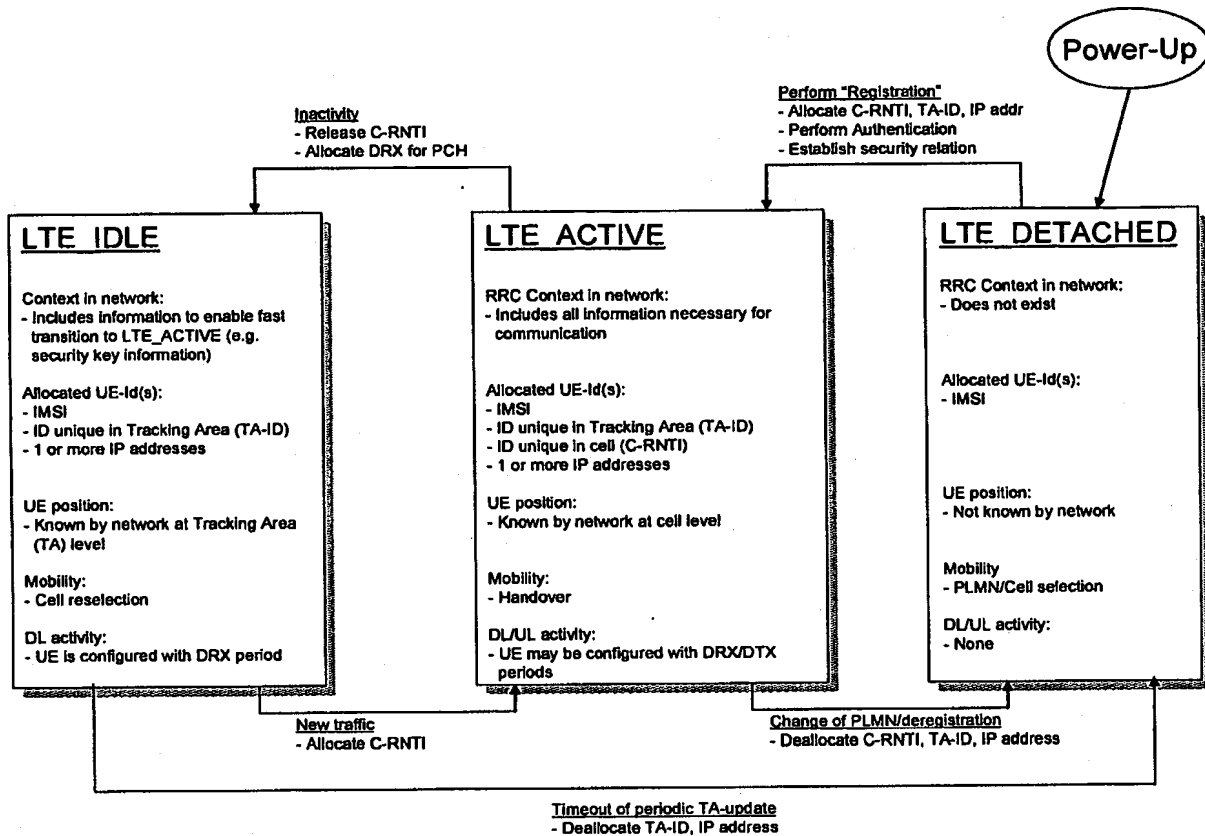 Power-Up
Perform "Registration"
- Allocate C-RNTI, TA-ID, IP addr
- Perform Authentication
- Establish security relation
Inactivity
- Release C-RNTI
- Allocate DRX for PCH
LTE_IDLE
Context in network:
- Includes information to enable fast
transition to LTE_ACTIVE (e.g.
security key information)
Allocated UE-Id(s):
- IMSI
- ID unique in Tracking Area (TA-ID)
- 1 or more IP addresses
UE position:
- Known by network at Tracking Area
(TA) level
Mobility:
- Cell reselection
DL activity:
- UE is configured with DRX period
LTE_ACTIVE
RRC Context in network:
- Includes all information necessary for
communication
Allocated UE-Id(s):
- IMSI
- ID unique in Tracking Area (TA-ID)
- ID unique in cell (C-RNTI)
- 1 or more IP addresses
UE position:
- Known by network at cell level
Mobility:
- Handover
DL/UL activity:
- UE may be configured with DRX/DTX
periods
LTE_DETACHED
RRC Context in network:
- Does not exist
Allocated UE-Id(s):
- IMSI
UE position:
- Not known by network
Mobility
- PLMN/Cell selection
DL/UL activity:
- None
New traffic
- Allocate C-RNTI
Change of PLMN/deregistration
- Deallocate C-RNTI, TA-ID, IP address
Timeout of periodic TA-update
- Deallocate TA-ID, IP address